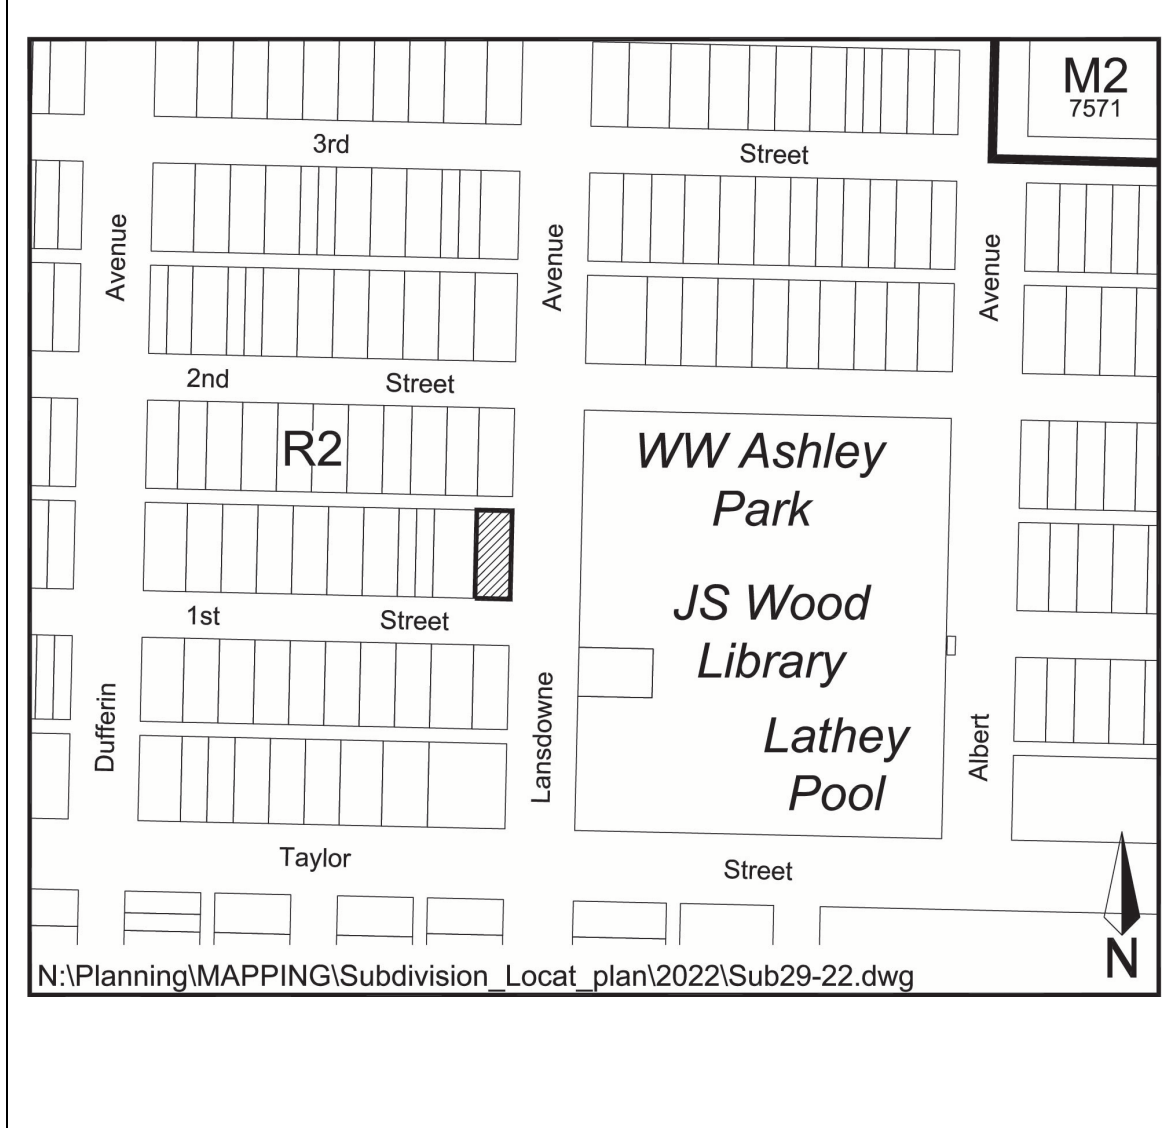 M2
7571
3rd
Street
Avenue
Avenue
Avenue
2nd
Street
R2
WW Ashley
Park
JS Wood
Library
1st
Street
Dufferin
Lansdowne
Albert
Lathey
Pool
Taylor
Street
N
N:\Planning\MAPPING\Subdivision_Locat_plan\2022\Sub29-22.dwg